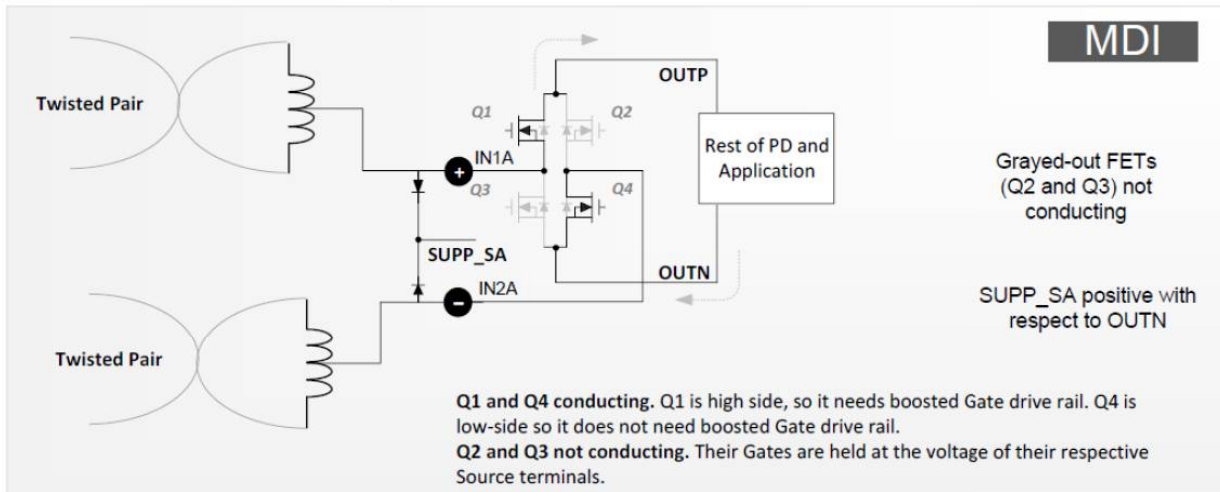 MDI
OUTP
Twisted Pair
Q1
Q2
Rest of PD and
Application
+
IN1A
Grayed-out FETs
(Q2 and Q3) not
conducting
Q3
Q4
SUPP_SA
OUTN
IN2A
−
SUPP_SA positive with
respect to OUTN
Twisted Pair
Q1 and Q4 conducting. Q1 is high side, so it needs boosted Gate drive rail. Q4 is
low-side so it does not need boosted Gate drive rail.
Q2 and Q3 not conducting. Their Gates are held at the voltage of their respective
Source terminals.